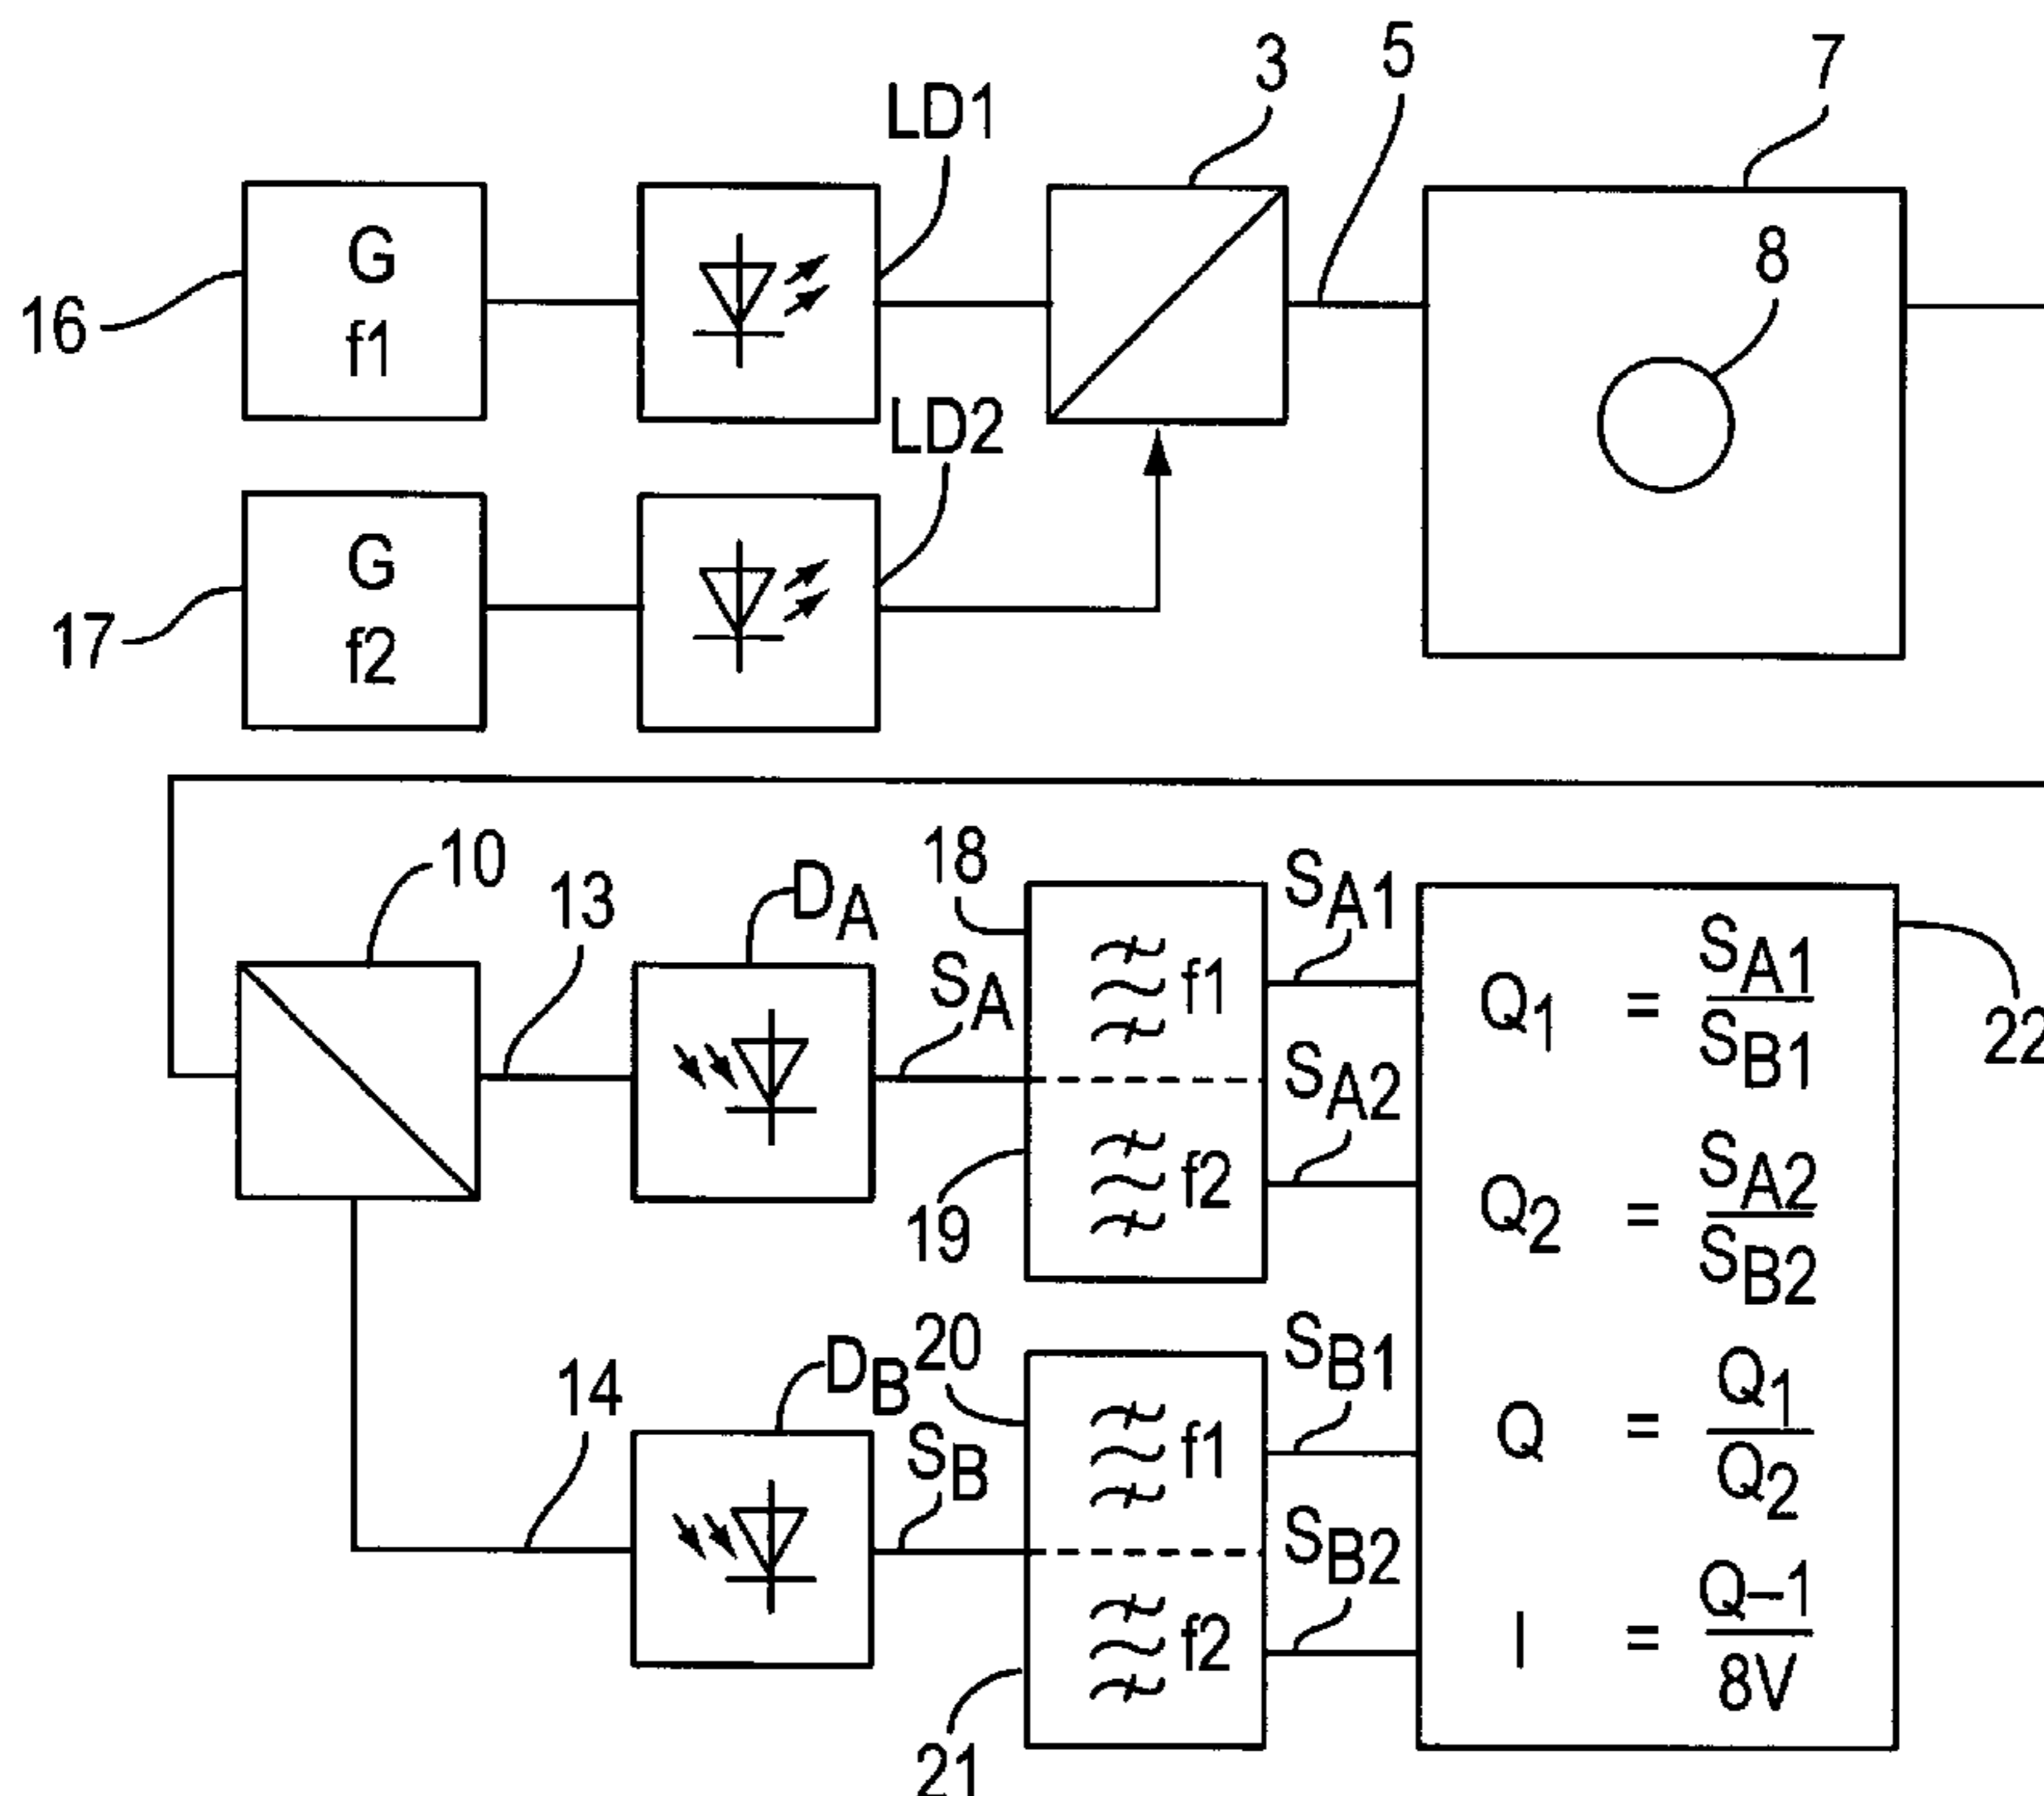 3
5
7
LD1
G
f1
8
16
LD2
G
f2
17
10
13
DA
18
SA1
SA
f1
Q1 = SA1/SB1
22
SA2
19
f2
Q2 = SA2/SB2
14
DB
20
SB1
SB
f1
Q = Q1/Q2
SB2
f2
I = Q–1/8V
21